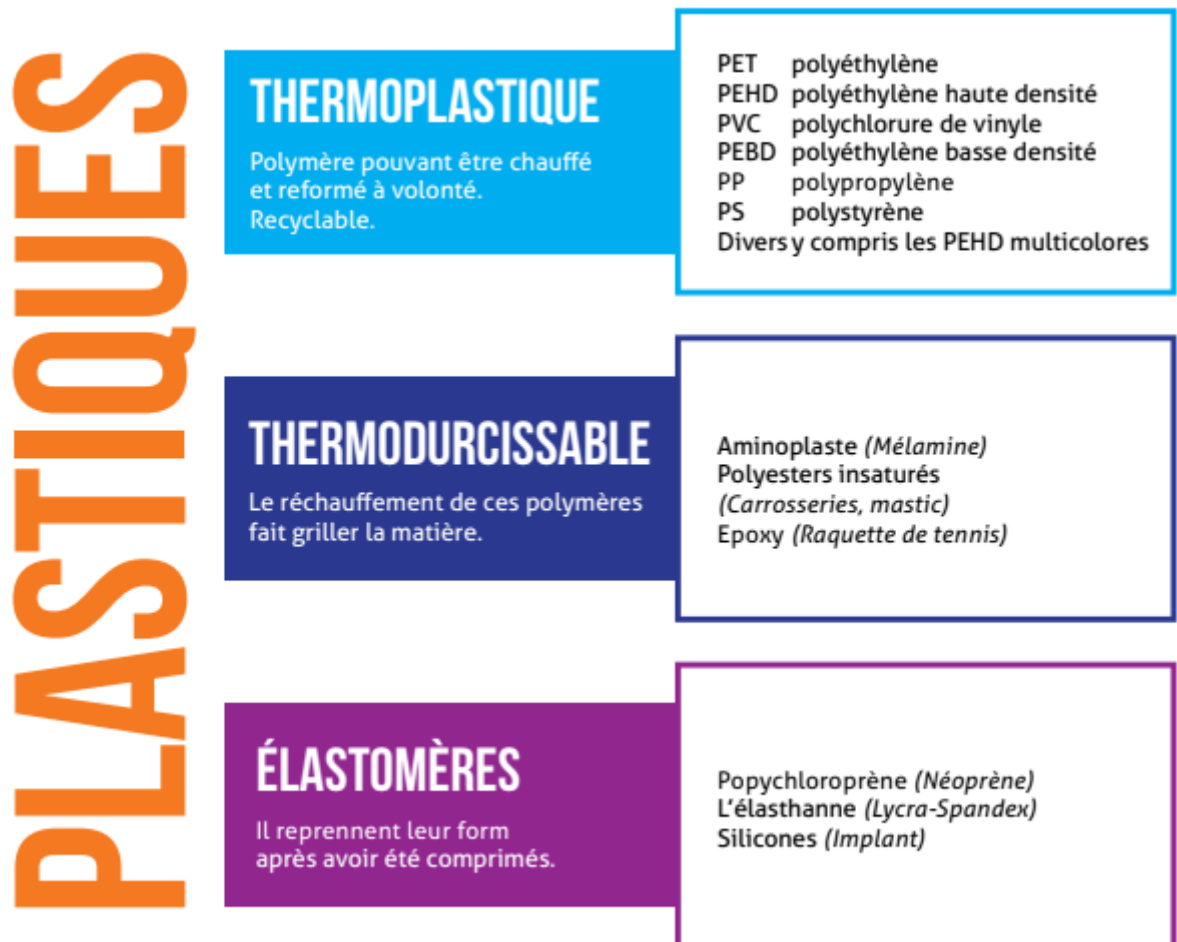 PLASTIQUES
THERMOPLASTIQUE
Polymère pouvant être chauffé
et reformé à volonté.
Recyclable.
PET polyéthylène
PEHD polyéthylène haute densité
PVC polychlorure de vinyle
PEBD polyéthylène basse densité
PP polypropylène
PS polystyrène
Divers y compris les PEHD multicolores
THERMODURCISSABLE
Le réchauffement de ces polymères
fait griller la matière.
Aminoplaste (Mélamine)
Polyesters insaturés
(Carrosseries, mastic)
Epoxy (Raquette de tennis)
ÉLASTOMÈRES
Il reprennent leur form
après avoir été comprimés.
Popychloroprène (Néoprène)
L'élasthanne (Lycra-Spandex)
Silicones (Implant)